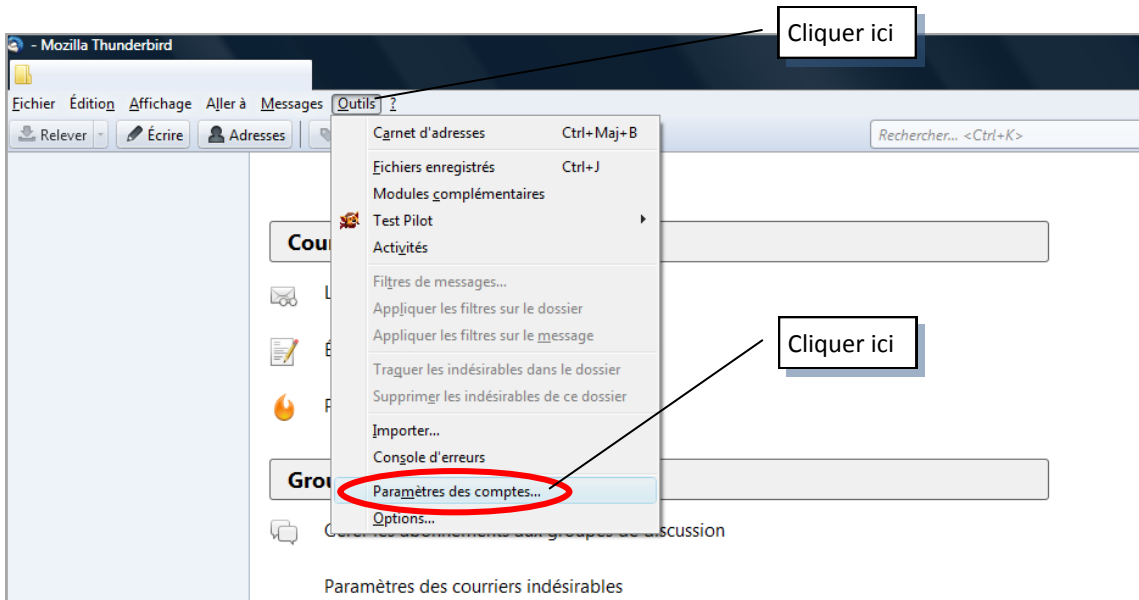 Cliquer ici
- Mozilla Thunderbird
Fichier Édition Affichage Aller à Messages Outils ?
Relever Écrire Adresses Rechercher... <Ctrl+K>
Carnet d'adresses Ctrl+Maj+B
Fichiers enregistrés Ctrl+J
Modules complémentaires
Test Pilot
Activités
Filtres de messages...
Appliquer les filtres sur le dossier
Appliquer les filtres sur le message
Cliquer ici
Traquer les indésirables dans le dossier
Supprimer les indésirables de ce dossier
Importer...
Console d'erreurs
Paramètres des comptes...
Options...
Gérer les abonnements aux groupes de discussion
Paramètres des courriers indésirables